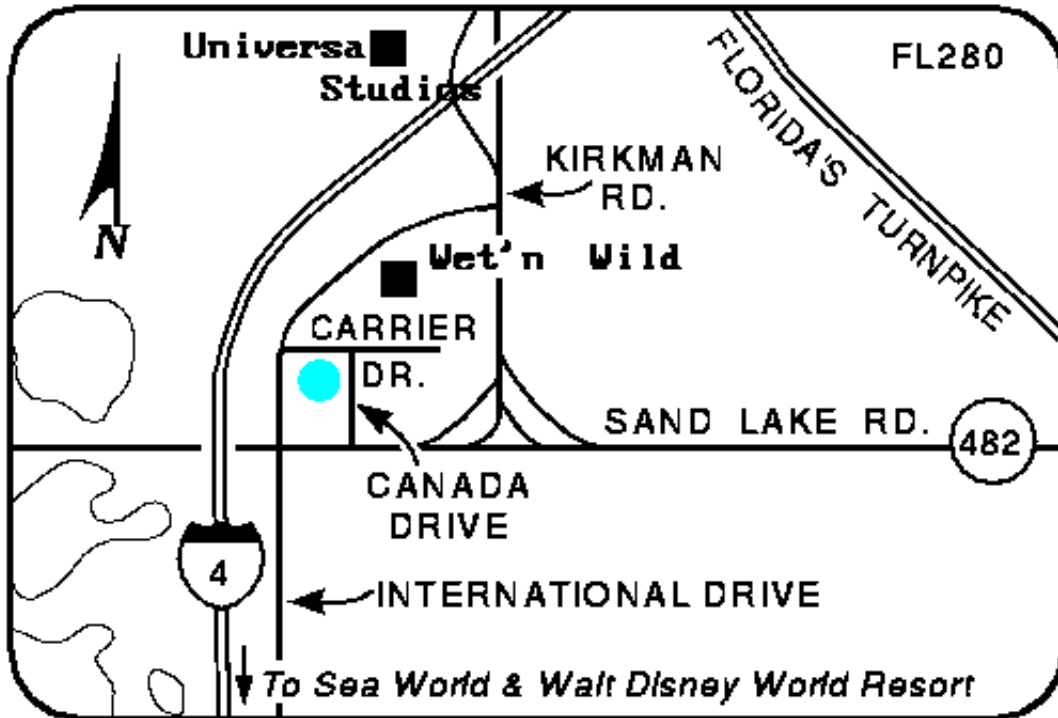 Universa
Studios
FL280
FLORIDA'S TURNPIKE
KIRKMAN
RD.
N
Wet'n Wild
CARRIER
DR.
SAND LAKE RD.
482
CANADA
DRIVE
4
INTERNATIONAL DRIVE
To Sea World & Walt Disney World Resort